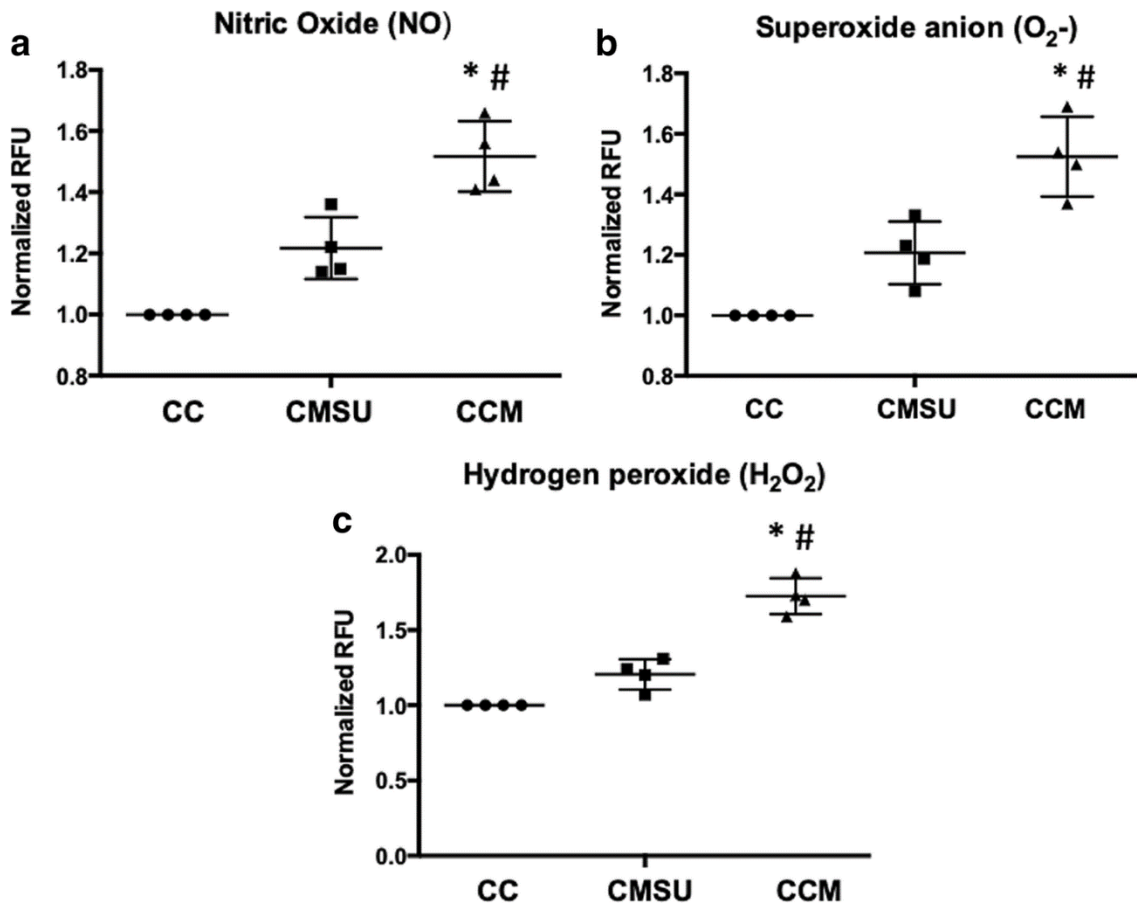 a
Nitric Oxide (NO)
* #
Normalized RFU
1.8
1.6
1.4
1.2
1.0
0.8
CC CMSU CCM
b
Superoxide anion (O₂-)
* #
Normalized RFU
1.8
1.6
1.4
1.2
1.0
0.8
CC CMSU CCM
c
Hydrogen peroxide (H₂O₂)
* #
Normalized RFU
2.0
1.5
1.0
0.5
0.0
CC CMSU CCM